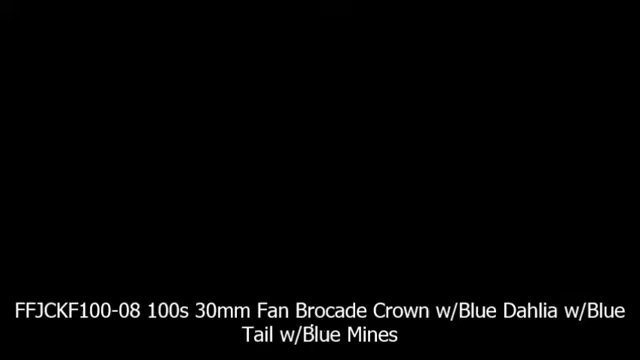 FFJCKF100-08 100s 30mm Fan Brocade Crown w/Blue Dahlia w/Blue
Tail w/Blue Mines